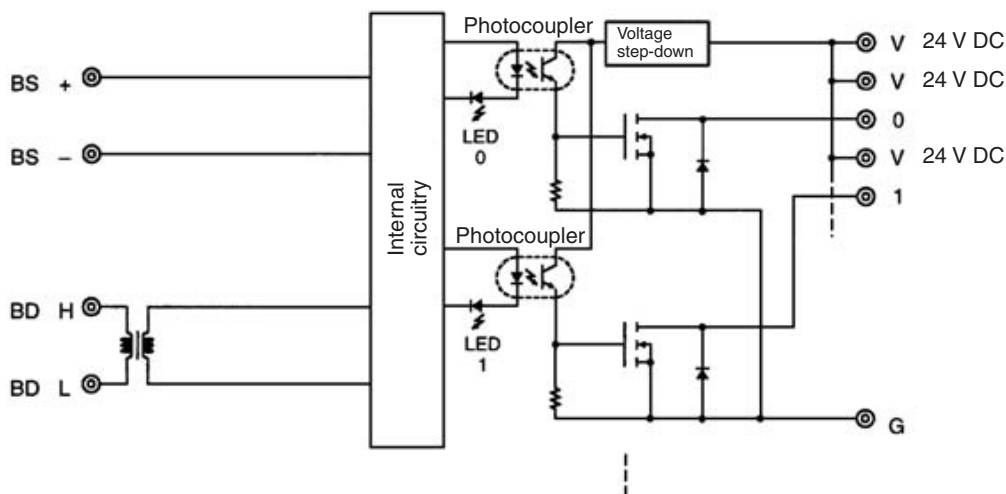 Photocoupler
Voltage
step-down
V 24 V DC
BS +
V 24 V DC
LED
0
0
BS –
V 24 V DC
1
Internal
circuitry
Photocoupler
BD H
LED
1
BD L
G